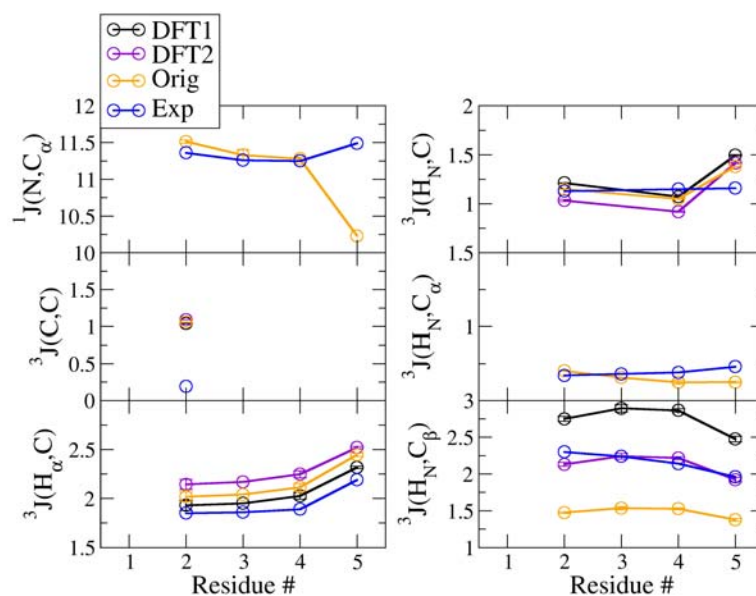 DFT1
DFT2
Orig
Exp
12
11.5
11
10.5
10
¹J(N,Cα)
2
1.5
1
1.5
³J(HN,C)
1.5
1
0.5
0
³J(C,C)
1
3
³J(HN,Cα)
2.5
2
1.5
³J(Hα,C)
2.5
2
1.5
1
³J(HN,Cβ)
1 2 3 4 5
Residue #
1 2 3 4 5
Residue #